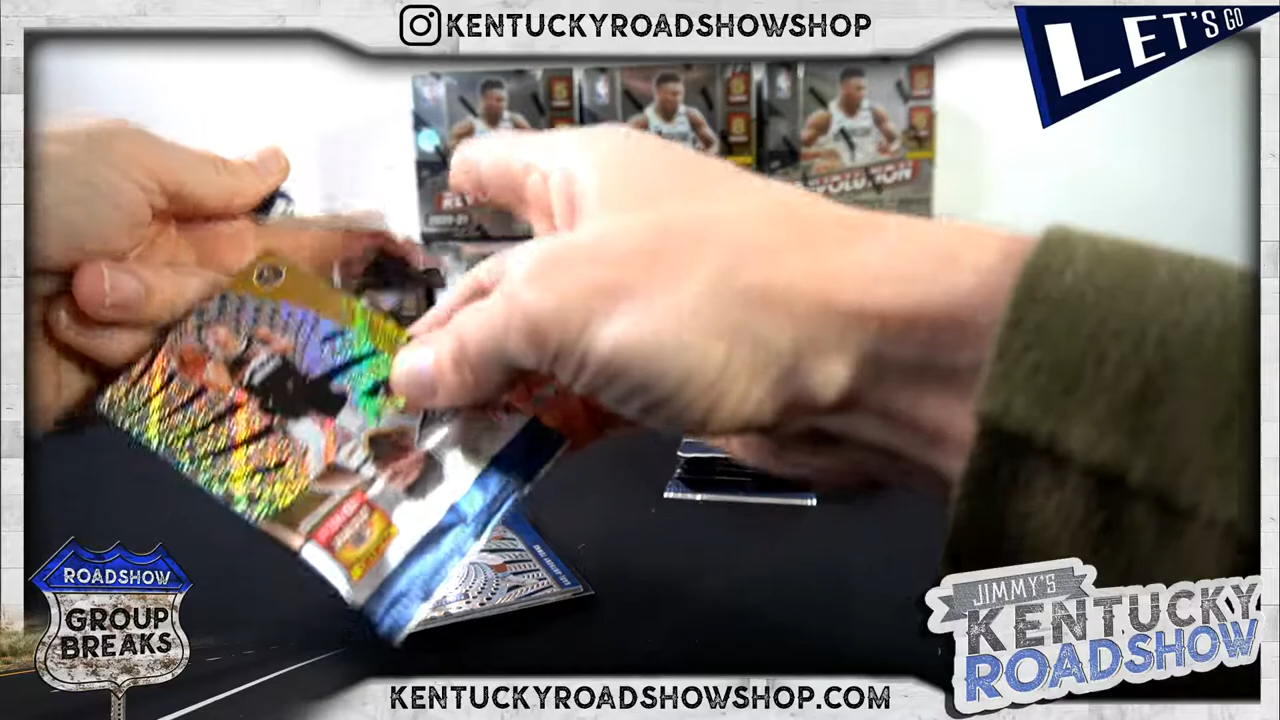 KENTUCKYROADSHOWSHOP
LET'S GO
REVOLUTION
ROADSHOW
GROUP
BREAKS
JIMMY'S
KENTUCKY
ROADSHOW
KENTUCKYROADSHOWSHOP.COM